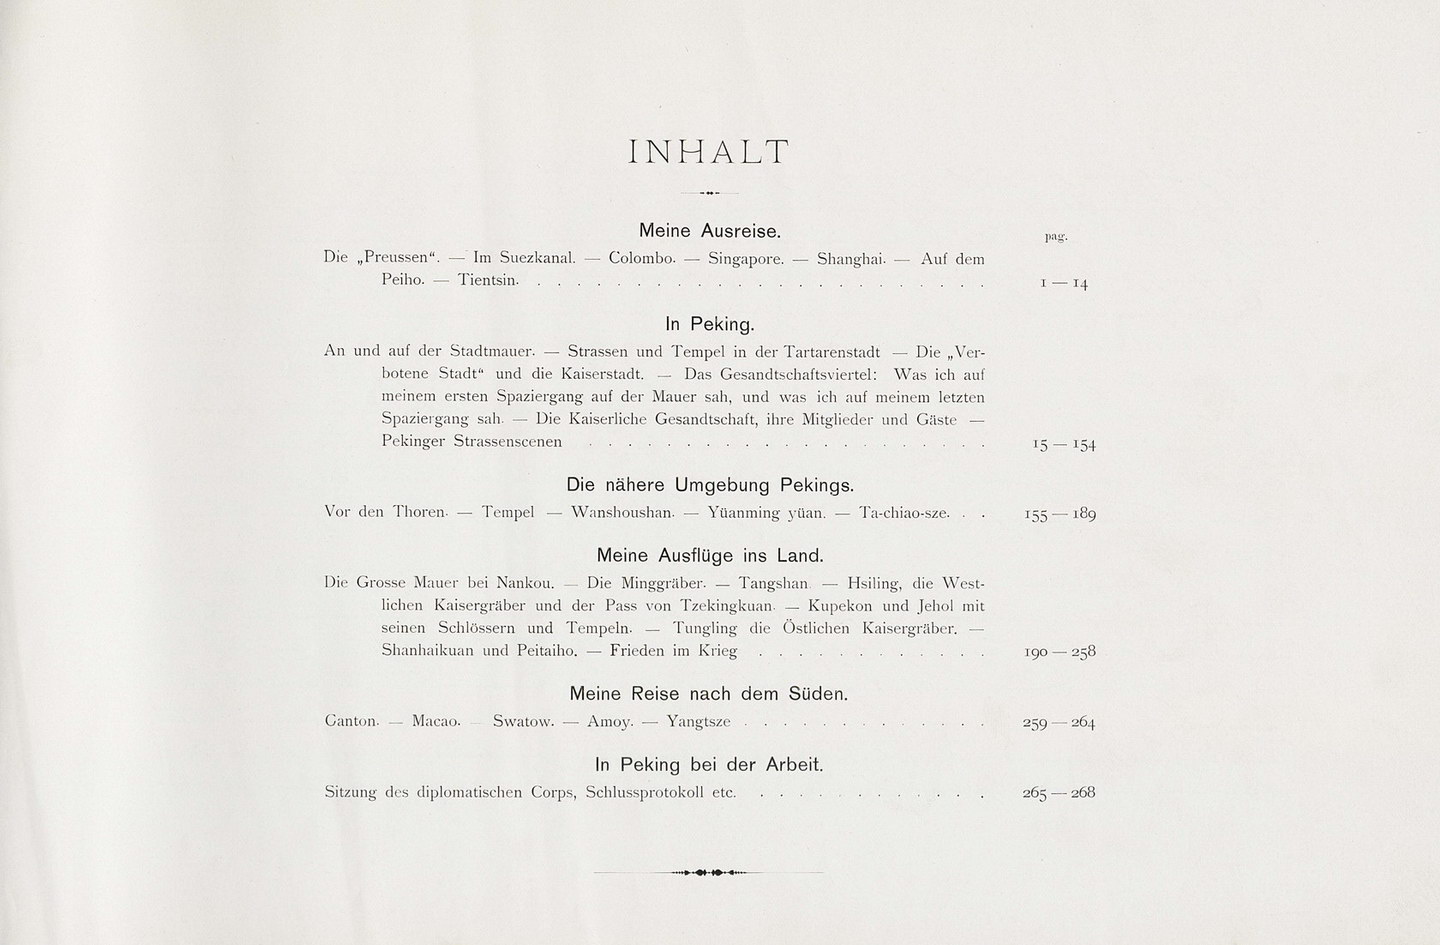 INHALT
Meine Ausreise.
pag.
Die „Preussen“. — Im Suezkanal. — Colombo. — Singapore. — Shanghai. — Auf dem
Peiho. — Tientsin. . . . . . . . . . . . . . . . . . . . . . . . 1 — 14
In Peking.
An und auf der Stadtmauer. — Strassen und Tempel in der Tartarenstadt — Die „Ver-
botene Stadt“ und die Kaiserstadt. — Das Gesandtschaftsviertel: Was ich auf
meinem ersten Spaziergang auf der Mauer sah, und was ich auf meinem letzten
Spaziergang sah. — Die Kaiserliche Gesandtschaft, ihre Mitglieder und Gäste —
Pekinger Strassenscenen . . . . . . . . . . . . . . . . . . . . . 15 — 154
Die nähere Umgebung Pekings.
Vor den Thoren. — Tempel — Wanshoushan. — Yüanming yüan. — Ta-chiao-sze. . . 155 — 189
Meine Ausflüge ins Land.
Die Grosse Mauer bei Nankou. — Die Minggräber. — Tangshan. — Hsiling, die West-
lichen Kaisergräber und der Pass von Tzekingkuan. — Kupekon und Jehol mit
seinen Schlössern und Tempeln. — Tungling die Östlichen Kaisergräber. —
Shanhaikuan und Peitaiho. — Frieden im Krieg . . . . . . . . . . . . 190 — 258
Meine Reise nach dem Süden.
Canton. — Macao. — Swatow. — Amoy. — Yangtsze . . . . . . . . . . . . . 259 — 264
In Peking bei der Arbeit.
Sitzung des diplomatischen Corps, Schlussprotokoll etc. . . . . . . . . . . . . 265 — 268